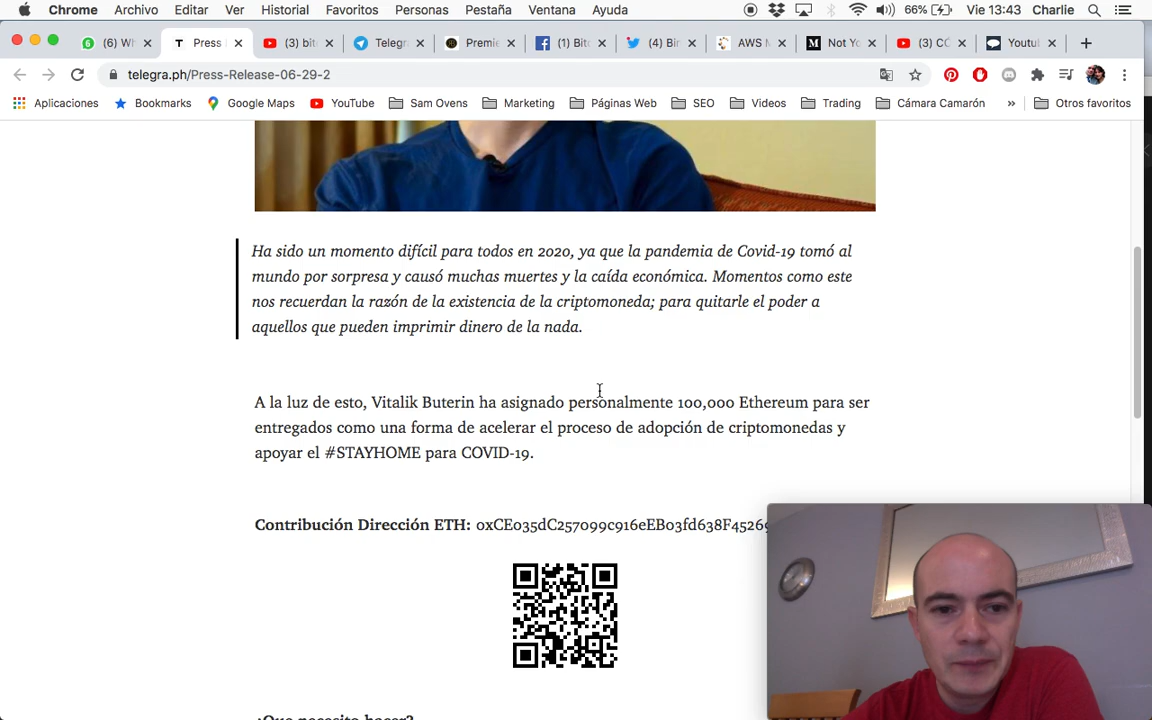 Chrome Archivo Editar Ver Historial Favoritos Personas Pestaña Ventana Ayuda 66% Vie 13:43 Charlie
(6) Wh Press (3) bit Telegra Premie (1) Bitc (4) Bin AWS M Not Yo (3) CC Youtu
telegra.ph/Press-Release-06-29-2
Aplicaciones Bookmarks Google Maps YouTube Sam Ovens Marketing Páginas Web SEO Videos Trading Cámara Camarón » Otros favoritos
Ha sido un momento difícil para todos en 2020, ya que la pandemia de Covid-19 tomó al
mundo por sorpresa y causó muchas muertes y la caída económica. Momentos como este
nos recuerdan la razón de la existencia de la criptomoneda; para quitarle el poder a
aquellos que pueden imprimir dinero de la nada.
A la luz de esto, Vitalik Buterin ha asignado personalmente 100,000 Ethereum para ser
entregados como una forma de acelerar el proceso de adopción de criptomonedas y
apoyar el #STAYHOME para COVID-19.
Contribución Dirección ETH: 0xCE035dC257099c916eEB03fd638F4526
¿Que necesito hacer?